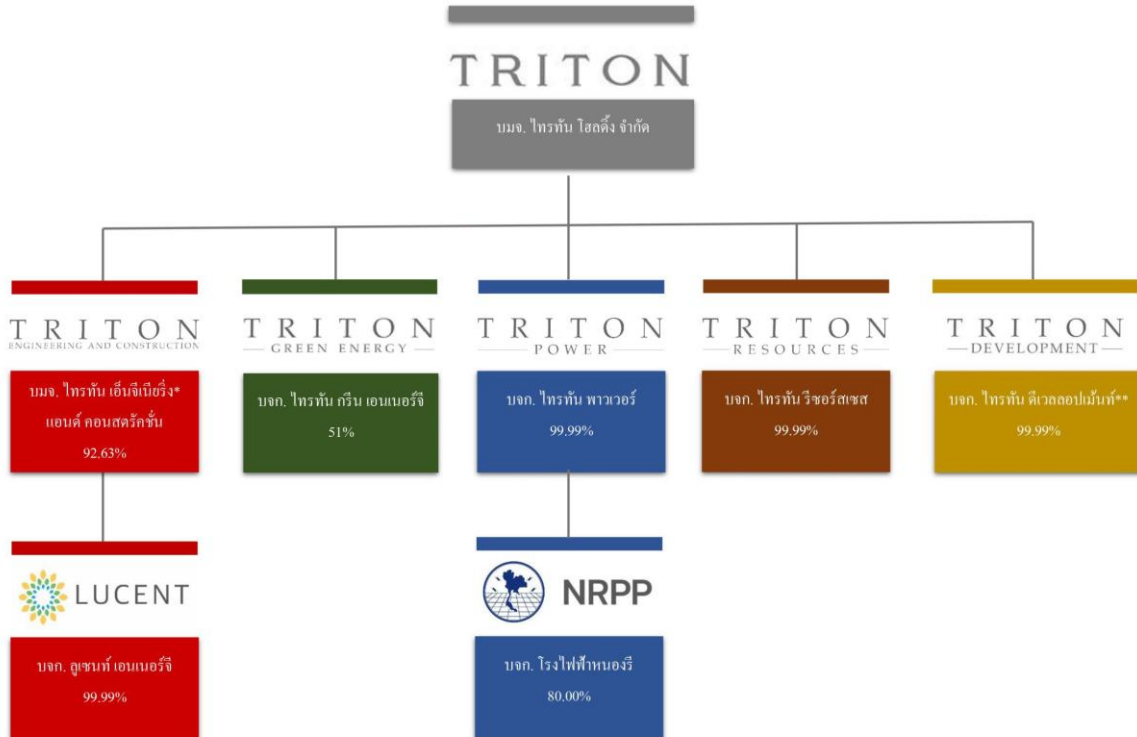 TRITON
บมจ. ไทรทัน โฮลดิ้ง จำกัด
TRITON
ENGINEERING AND CONSTRUCTION
บมจ. ไทรทัน เอ็นจิเนียริ่ง*
แอนด์ คอนสตรัคชั่น
92.63%
TRITON
GREEN ENERGY
บจก. ไทรทัน กรีน เอนเนอร์จี
51%
TRITON
POWER
บจก. ไทรทัน พาวเวอร์
99.99%
TRITON
RESOURCES
บจก. ไทรทัน รีซอร์สเซส
99.99%
TRITON
DEVELOPMENT
บจก. ไทรทัน ดีเวลลอปเม้นท์**
99.99%
LUCENT
บจก. ลูเซนท์ เอนเนอร์จี
99.99%
NRPP
บจก. โรงไฟฟ้าหนองรี
80.00%